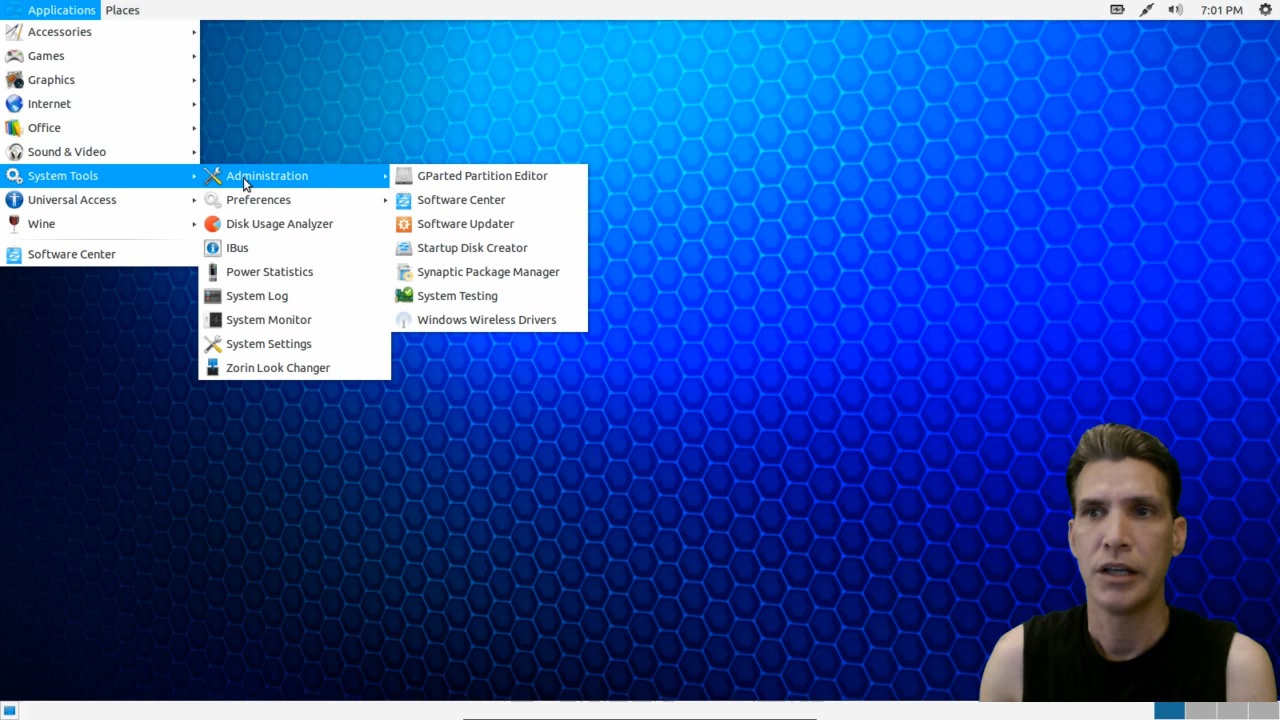 Applications Places
7:01 PM
Accessories
Games
Graphics
Internet
Office
Sound & Video
System Tools
Universal Access
Wine
Software Center
Administration
Preferences
Disk Usage Analyzer
IBus
Power Statistics
System Log
System Monitor
System Settings
Zorin Look Changer
GParted Partition Editor
Software Center
Software Updater
Startup Disk Creator
Synaptic Package Manager
System Testing
Windows Wireless Drivers